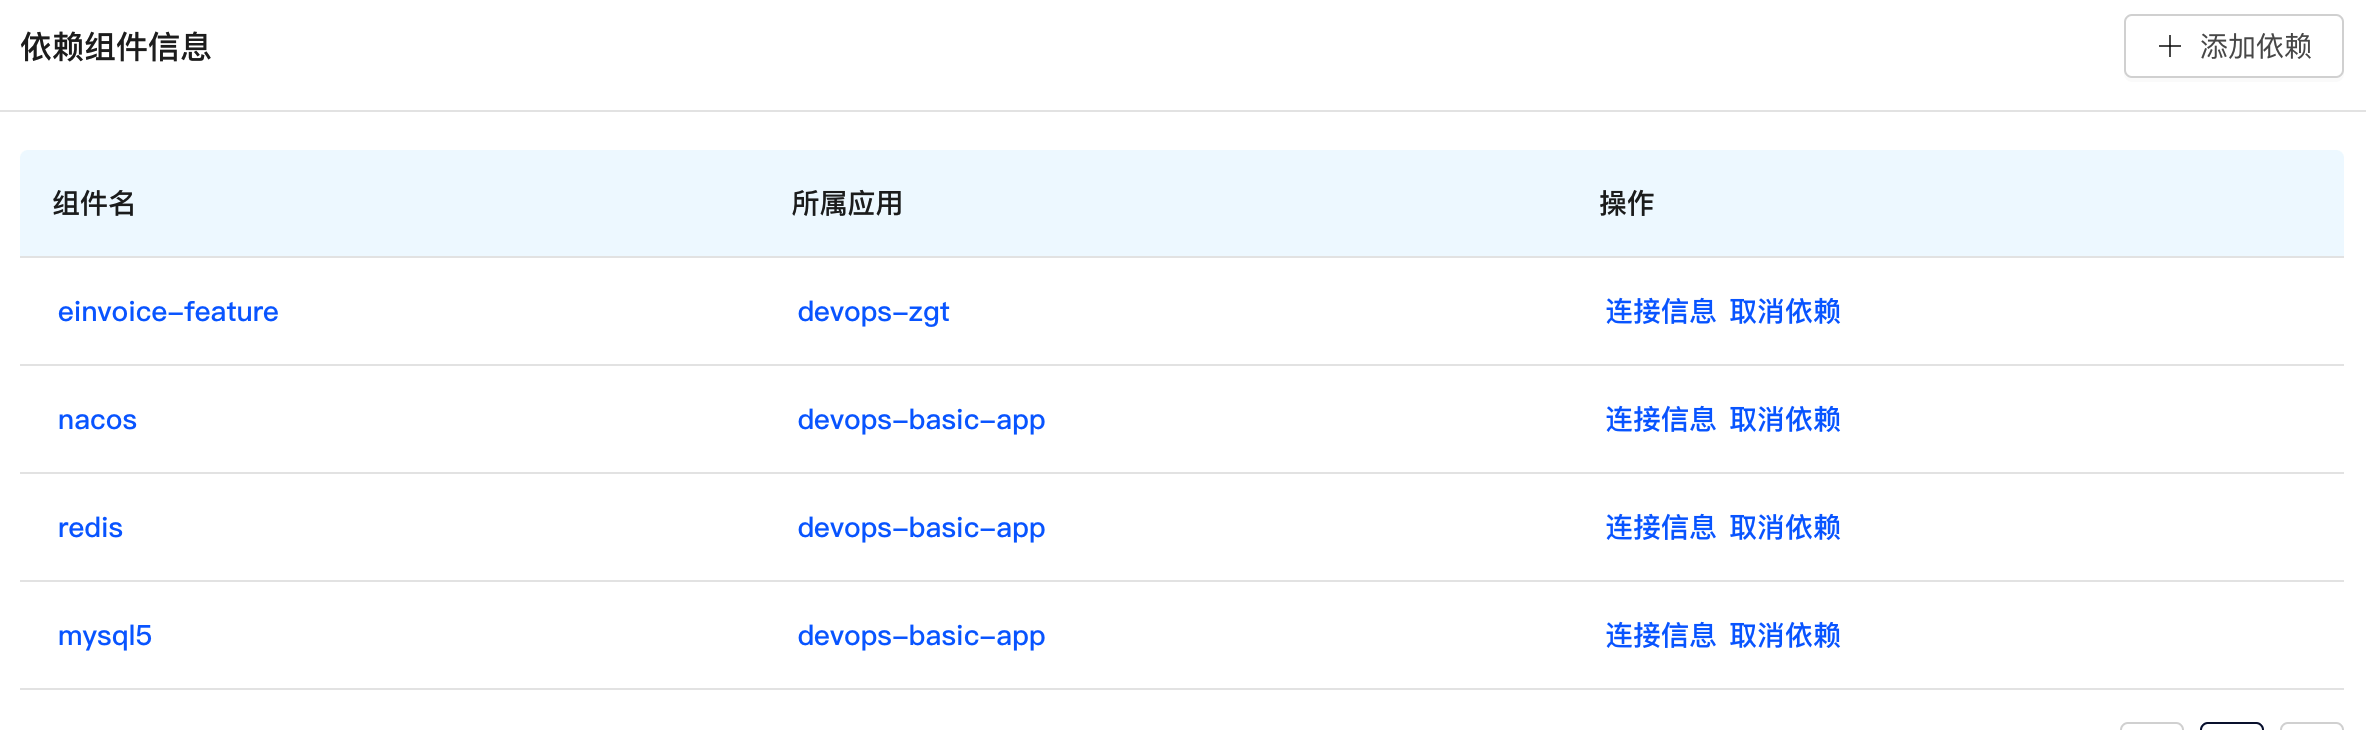 依赖组件信息
+ 添加依赖
组件名 所属应用 操作
einvoice-feature devops-zgt 连接信息 取消依赖
nacos devops-basic-app 连接信息 取消依赖
redis devops-basic-app 连接信息 取消依赖
mysql5 devops-basic-app 连接信息 取消依赖